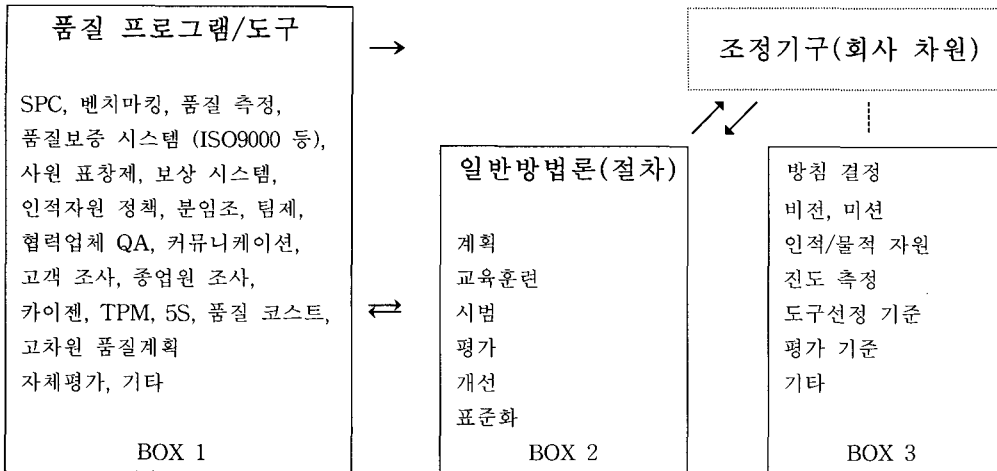 품질 프로그램/도구
SPC, 벤치마킹, 품질 측정,
품질보증 시스템 (ISO9000 등),
사원 표창제, 보상 시스템,
인적자원 정책, 분임조, 팀제,
협력업체 QA, 커뮤니케이션,
고객 조사, 종업원 조사,
카이젠, TPM, 5S, 품질 코스트,
고차원 품질계획
자체평가, 기타
BOX 1
→
⇄
조정기구(회사 차원)
일반방법론(절차)
계획
교육훈련
시범
평가
개선
표준화
BOX 2
방침 결정
비전, 미션
인적/물적 자원
진도 측정
도구선정 기준
평가 기준
기타
BOX 3